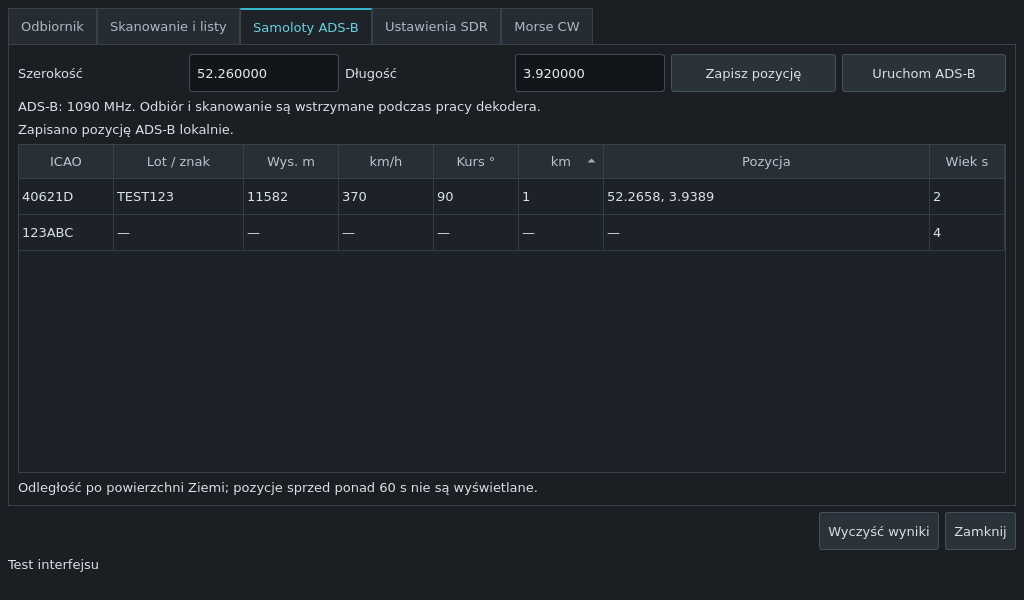 Odbiornik Skanowanie i listy Samoloty ADS-B Ustawienia SDR Morse CW
Szerokość 52.260000 Długość 3.920000 Zapisz pozycję Uruchom ADS-B
ADS-B: 1090 MHz. Odbiór i skanowanie są wstrzymane podczas pracy dekodera.
Zapisano pozycję ADS-B lokalnie.
ICAO Lot / znak Wys. m km/h Kurs ° km Pozycja Wiek s
40621D TEST123 11582 370 90 1 52.2658, 3.9389 2
123ABC — — — — — — 4
Odległość po powierzchni Ziemi; pozycje sprzed ponad 60 s nie są wyświetlane.
Wyczyść wyniki Zamknij
Test interfejsu